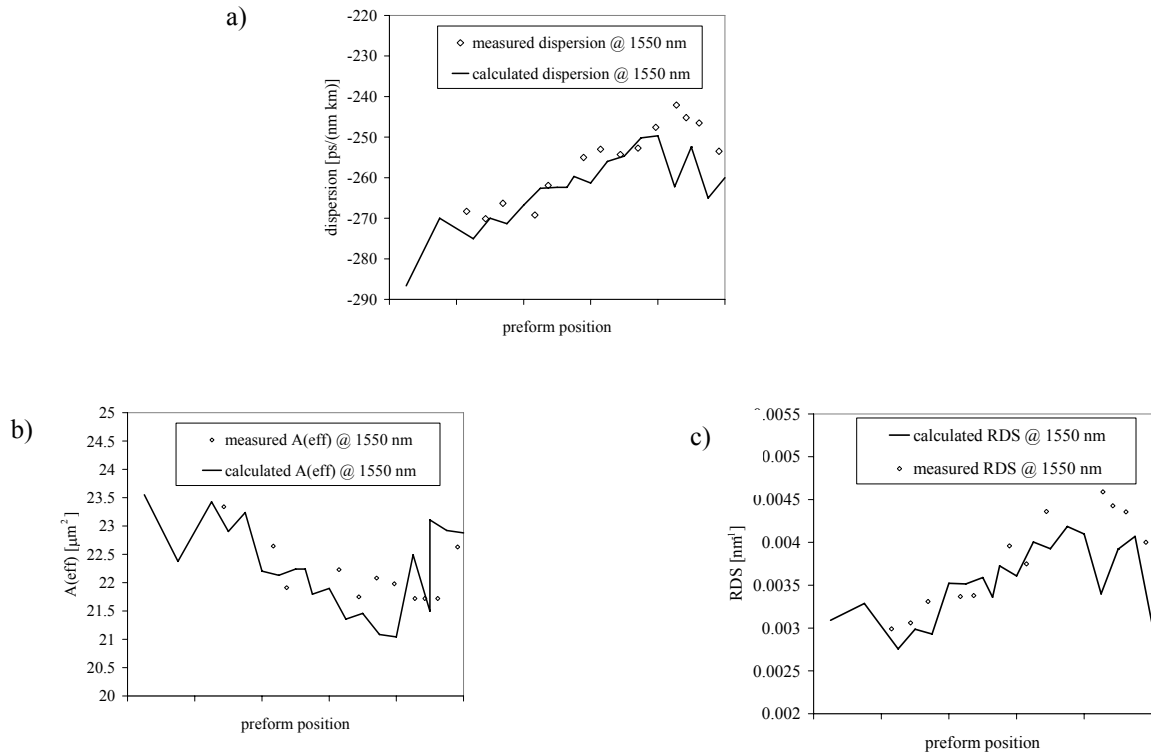 a)
-220
-230
-240
-250
-260
-270
-280
-290
dispersion [ps/(nm km)]
measured dispersion @ 1550 nm
calculated dispersion @ 1550 nm
preform position
b)
25
24.5
24
23.5
23
22.5
22
21.5
21
20.5
20
A(eff) [μm²]
measured A(eff) @ 1550 nm
calculated A(eff) @ 1550 nm
preform position
c)
).0055
).005
0.0045
0.004
0.0035
0.003
0.0025
0.002
RDS [nm¹]
calculated RDS @ 1550 nm
measured RDS @ 1550 nm
preform position